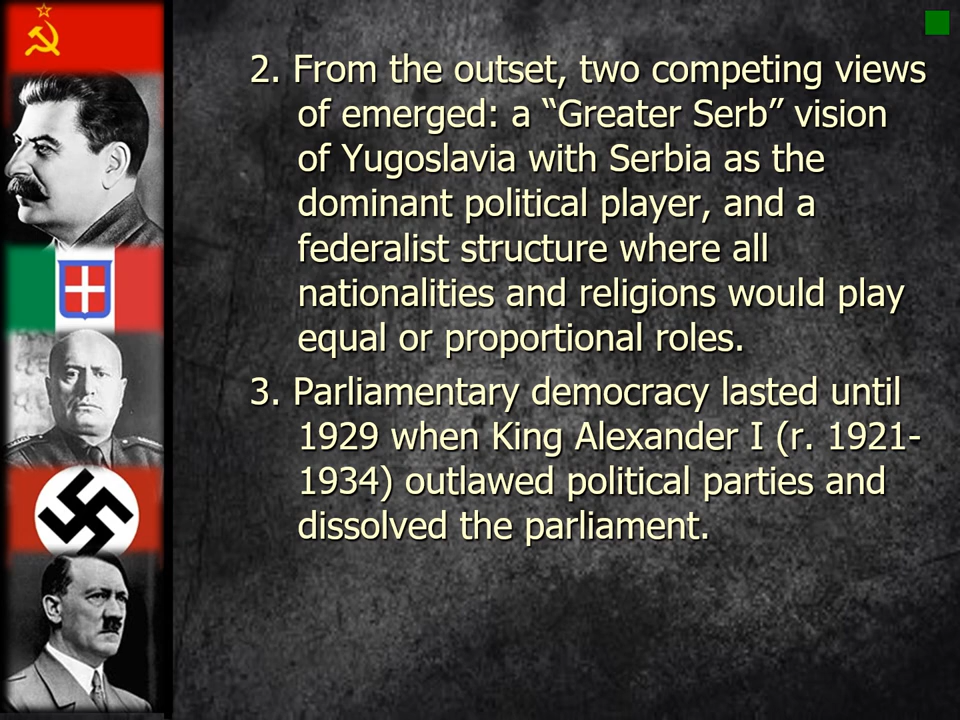 2. From the outset, two competing views
of emerged: a “Greater Serb” vision
of Yugoslavia with Serbia as the
dominant political player, and a
federalist structure where all
nationalities and religions would play
equal or proportional roles.
3. Parliamentary democracy lasted until
1929 when King Alexander I (r. 1921-
1934) outlawed political parties and
dissolved the parliament.